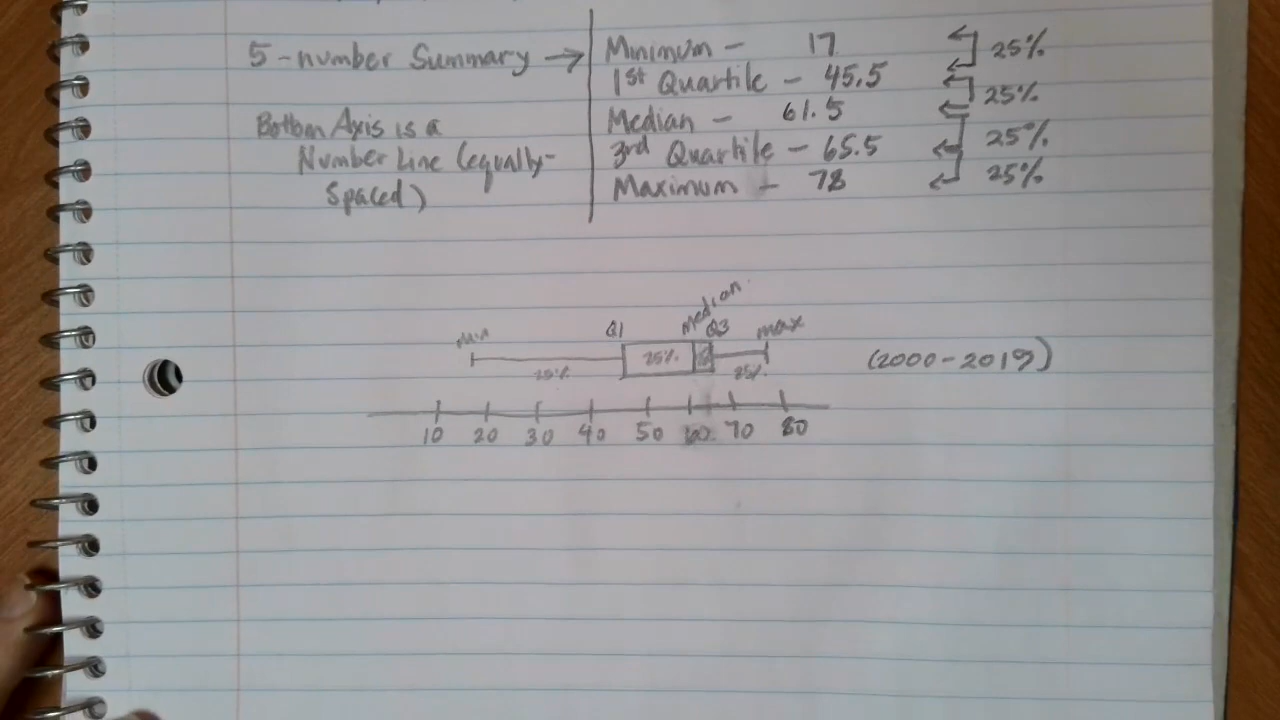 5-number Summary → Minimum - 17 25%
1st Quartile - 45.5 25%
Bottom Axis is a Median - 61.5
Number Line (equally- 3rd Quartile - 65.5 25%
Spaced) Maximum - 78 25%
Median
Min Q1 Q3 max
25% (2000-2019)
25% 25%
10 20 30 40 50 60 70 80